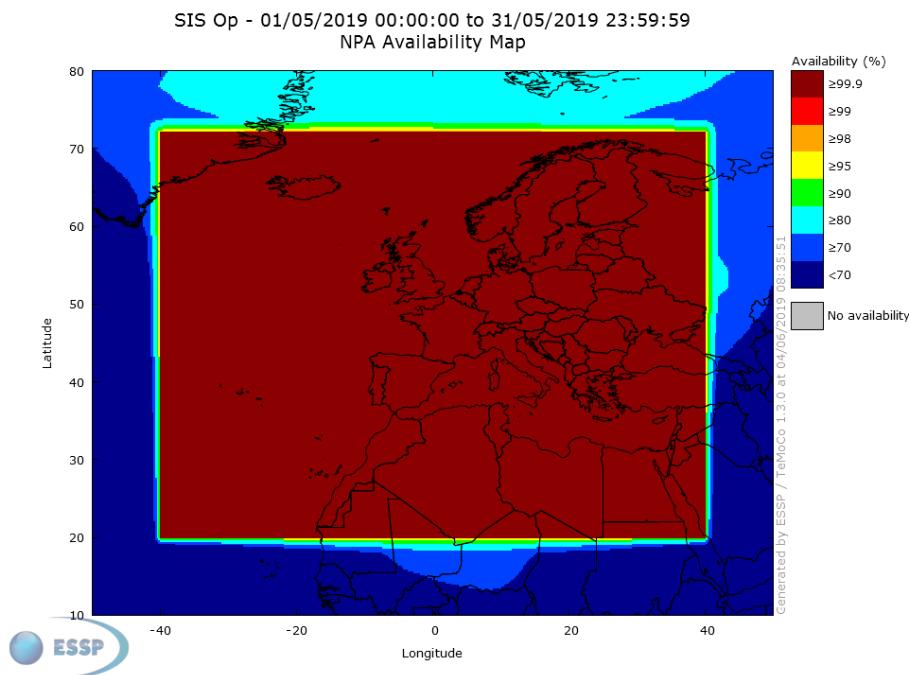 SIS Op - 01/05/2019 00:00:00 to 31/05/2019 23:59:59
NPA Availability Map
Availability (%)
≥99.9
≥99
≥98
≥95
≥90
≥80
≥70
<70
No availability
80
70
60
50
40
30
20
10
Latitude
-40
-20
0
20
40
Longitude
Generated by ESSP / TeMoCo 1.3.0 at 04/06/2019 08:35:51
ESSP